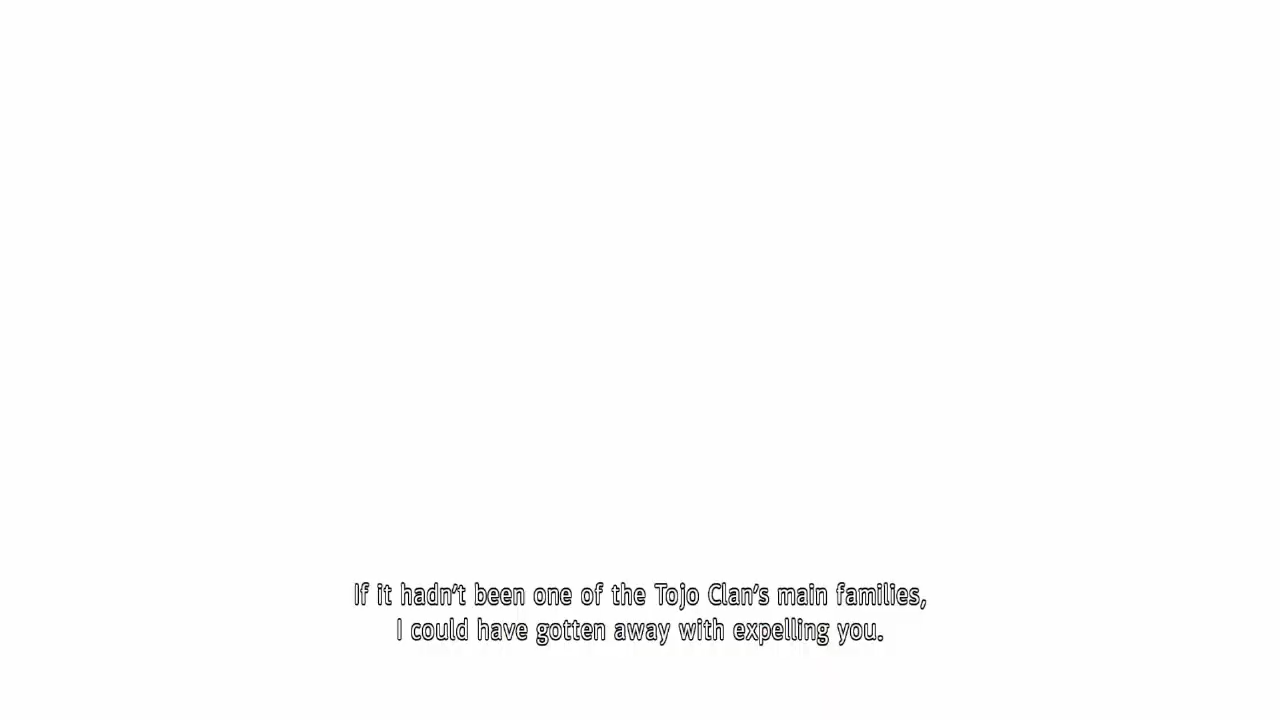 If it hadn't been one of the Tojo Clan's main families,
I could have gotten away with expelling you.